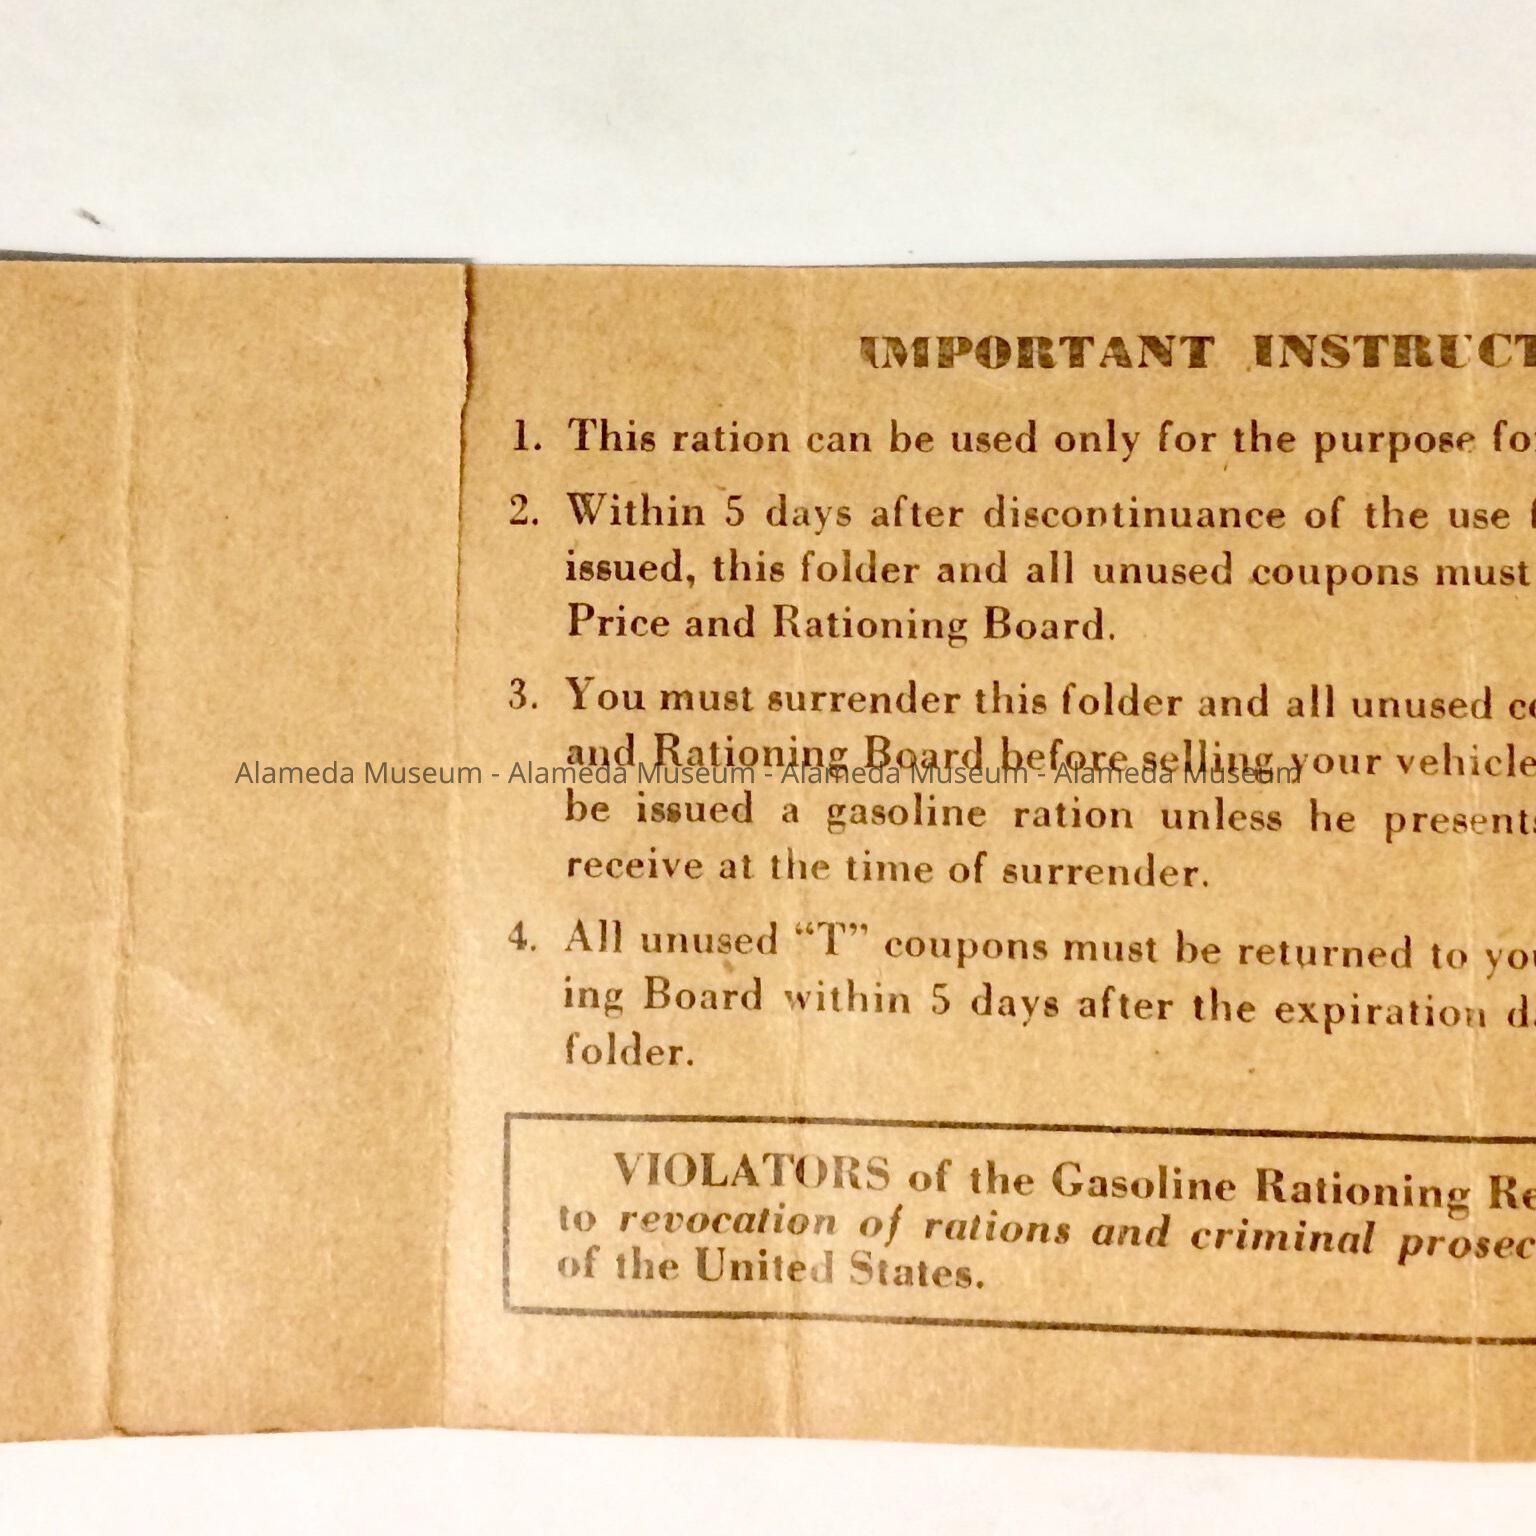 IMPORTANT INSTRUCT
1. This ration can be used only for the purpose fo
2. Within 5 days after discontinuance of the use f
issued, this folder and all unused coupons must
Price and Rationing Board.
3. You must surrender this folder and all unused co
and Rationing Board before selling your vehicle
be issued a gasoline ration unless he presents
receive at the time of surrender.
4. All unused “T” coupons must be returned to you
ing Board within 5 days after the expiration d
folder.
VIOLATORS of the Gasoline Rationing Re
to revocation of rations and criminal prosec
of the United States.
Alameda Museum - Alameda Museum - Alameda Museum - Alameda Museum